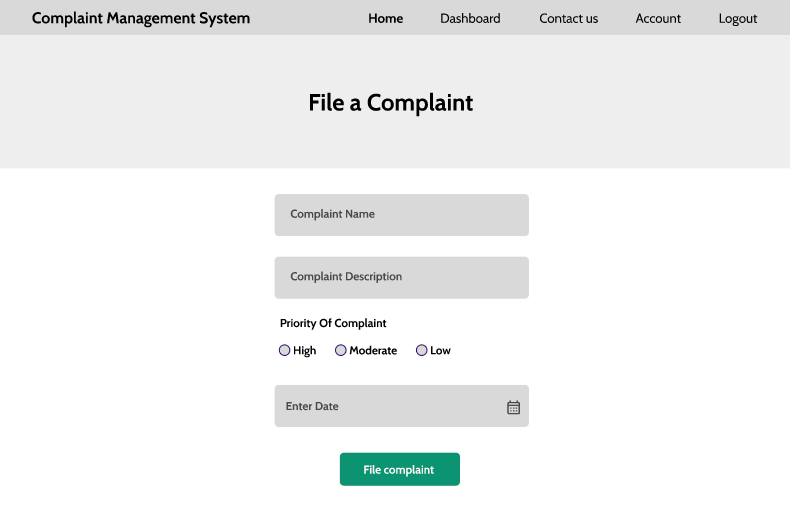 Complaint Management System Home Dashboard Contact us Account Logout
File a Complaint
Complaint Name
Complaint Description
Priority Of Complaint
High Moderate Low
Enter Date
File complaint